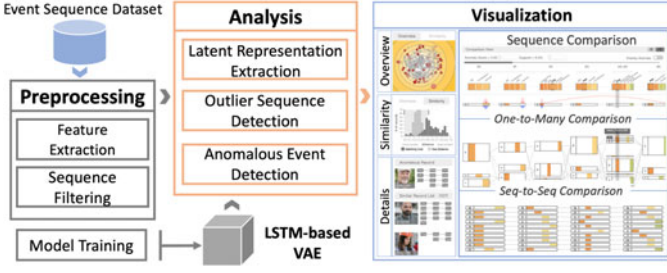 Event Sequence Dataset
Preprocessing
Feature
Extraction
Sequence
Filtering
Model Training
Analysis
Latent Representation
Extraction
Outlier Sequence
Detection
Anomalous Event
Detection
LSTM-based
VAE
Visualization
Overview
Similarity
Details
Sequence Comparison
One-to-Many Comparison
Seq-to-Seq Comparison